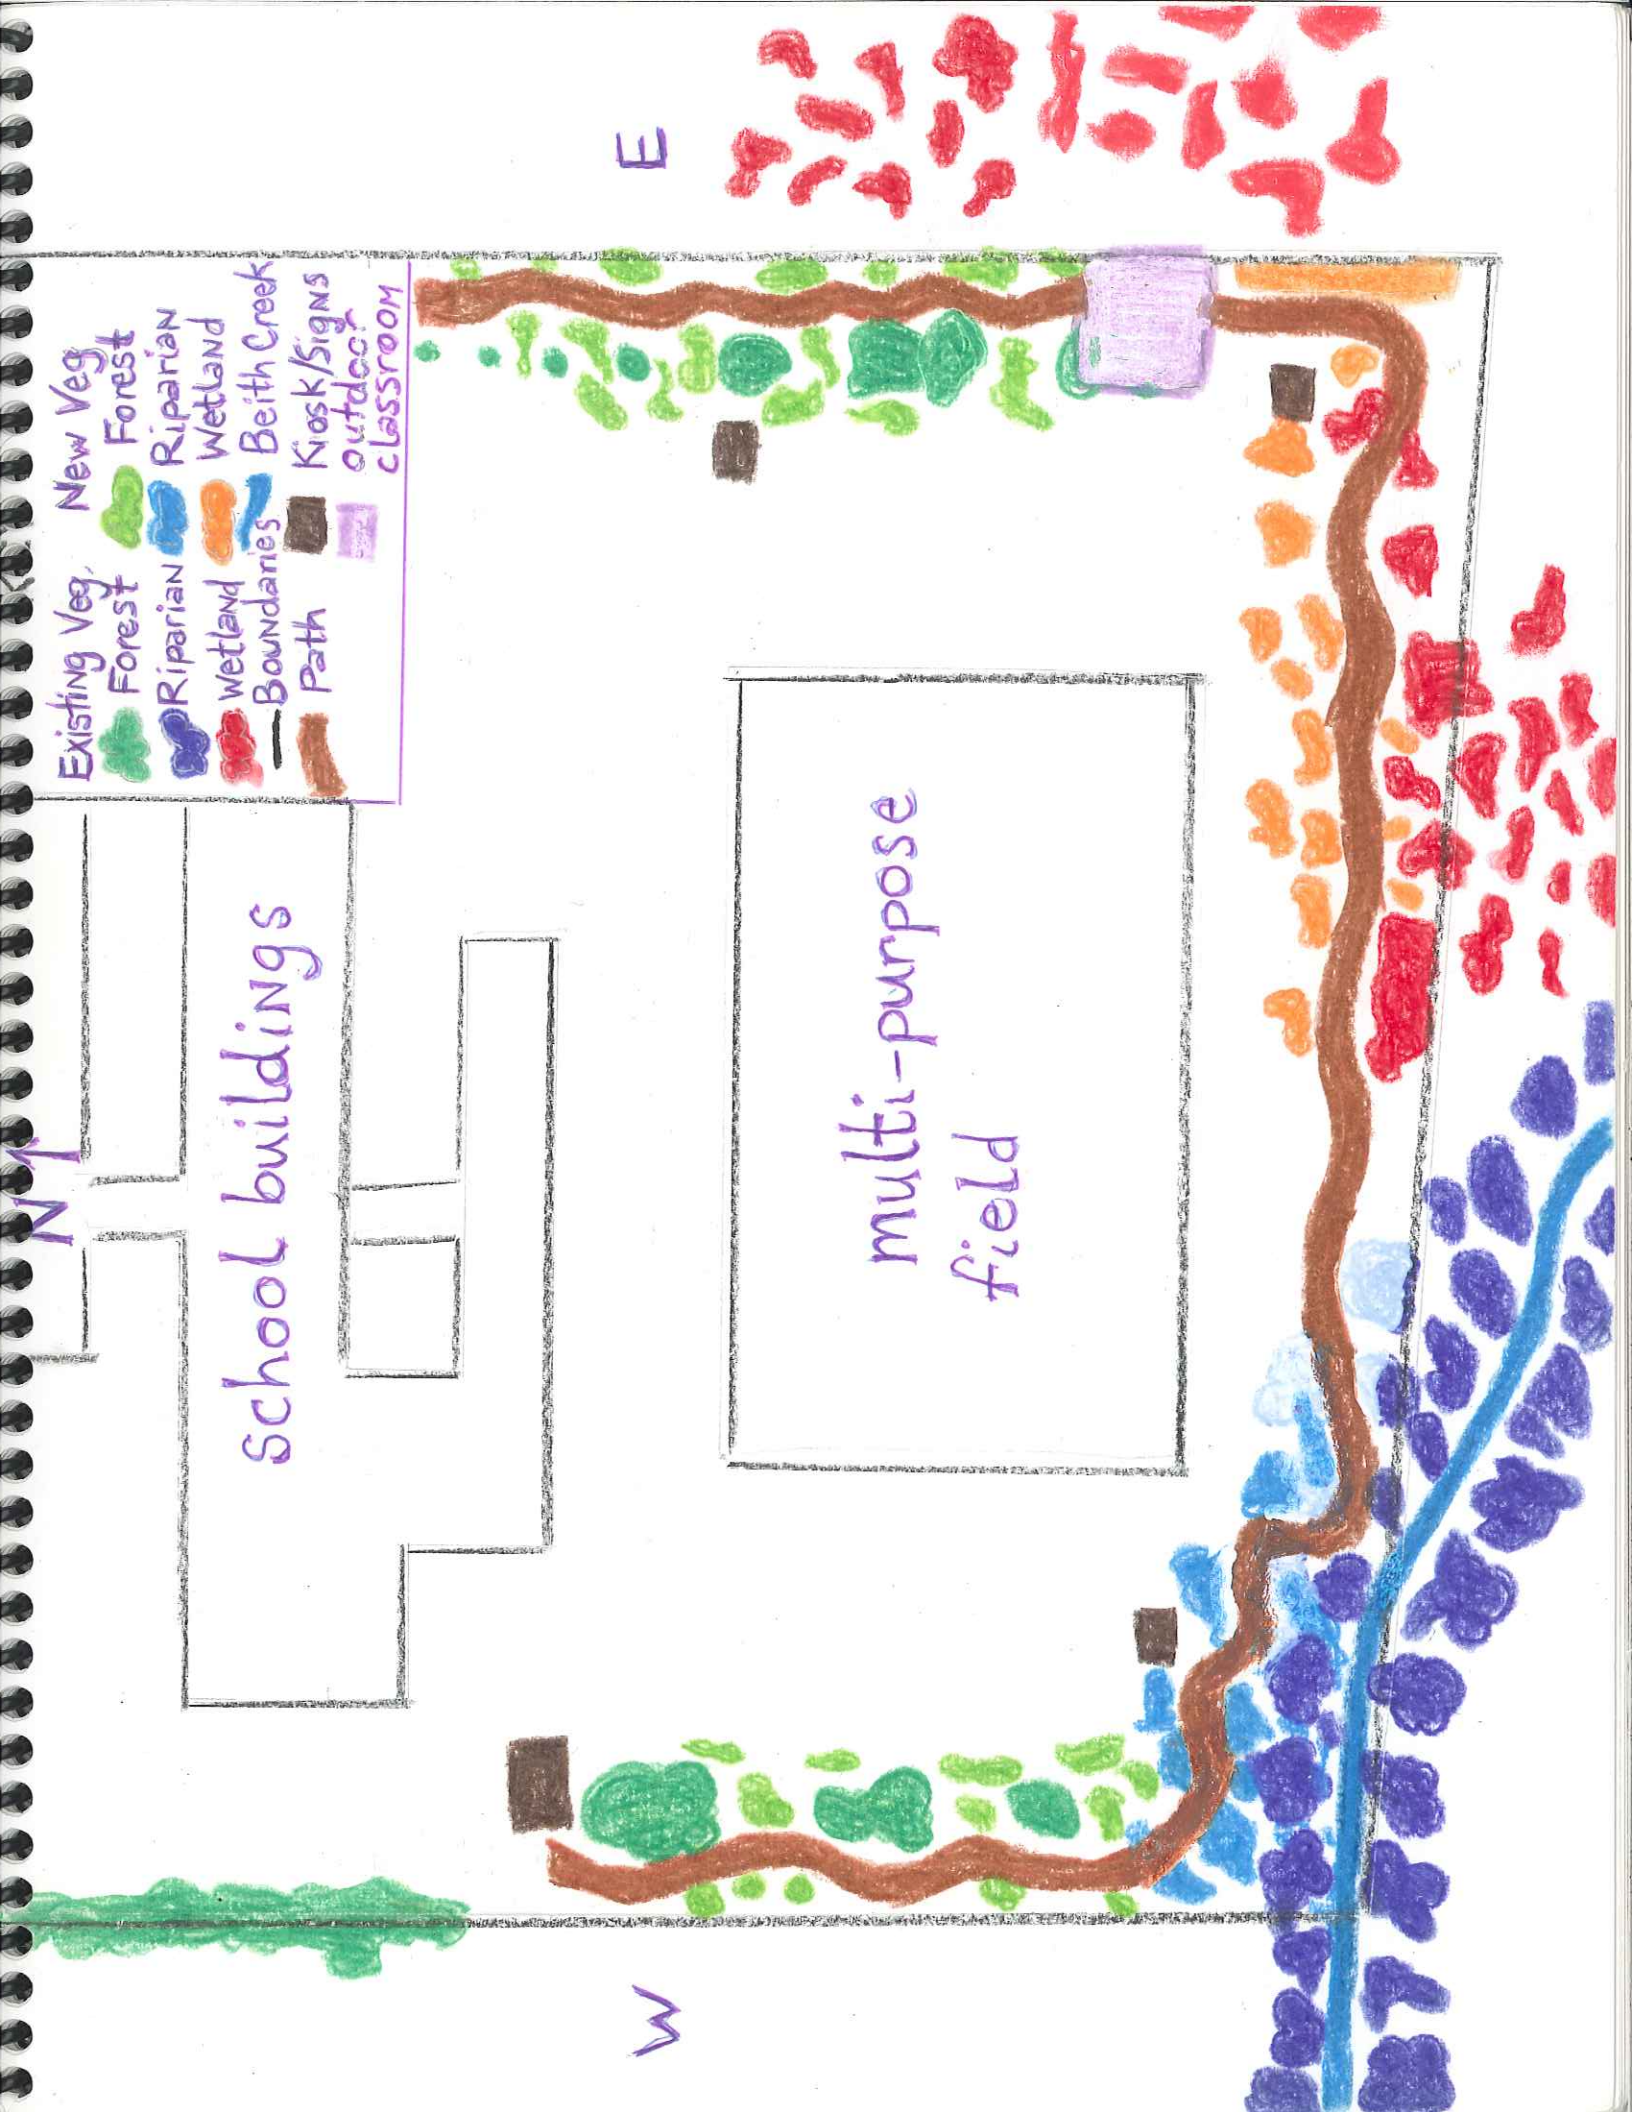 N
Existing Veg. New Veg
Forest Forest
Riparian Riparian
Wetland Wetland
Boundaries Beith Creek
Path Kiosk/Signs
Outdoor
classroom
School buildings
W
E
multi-purpose
field